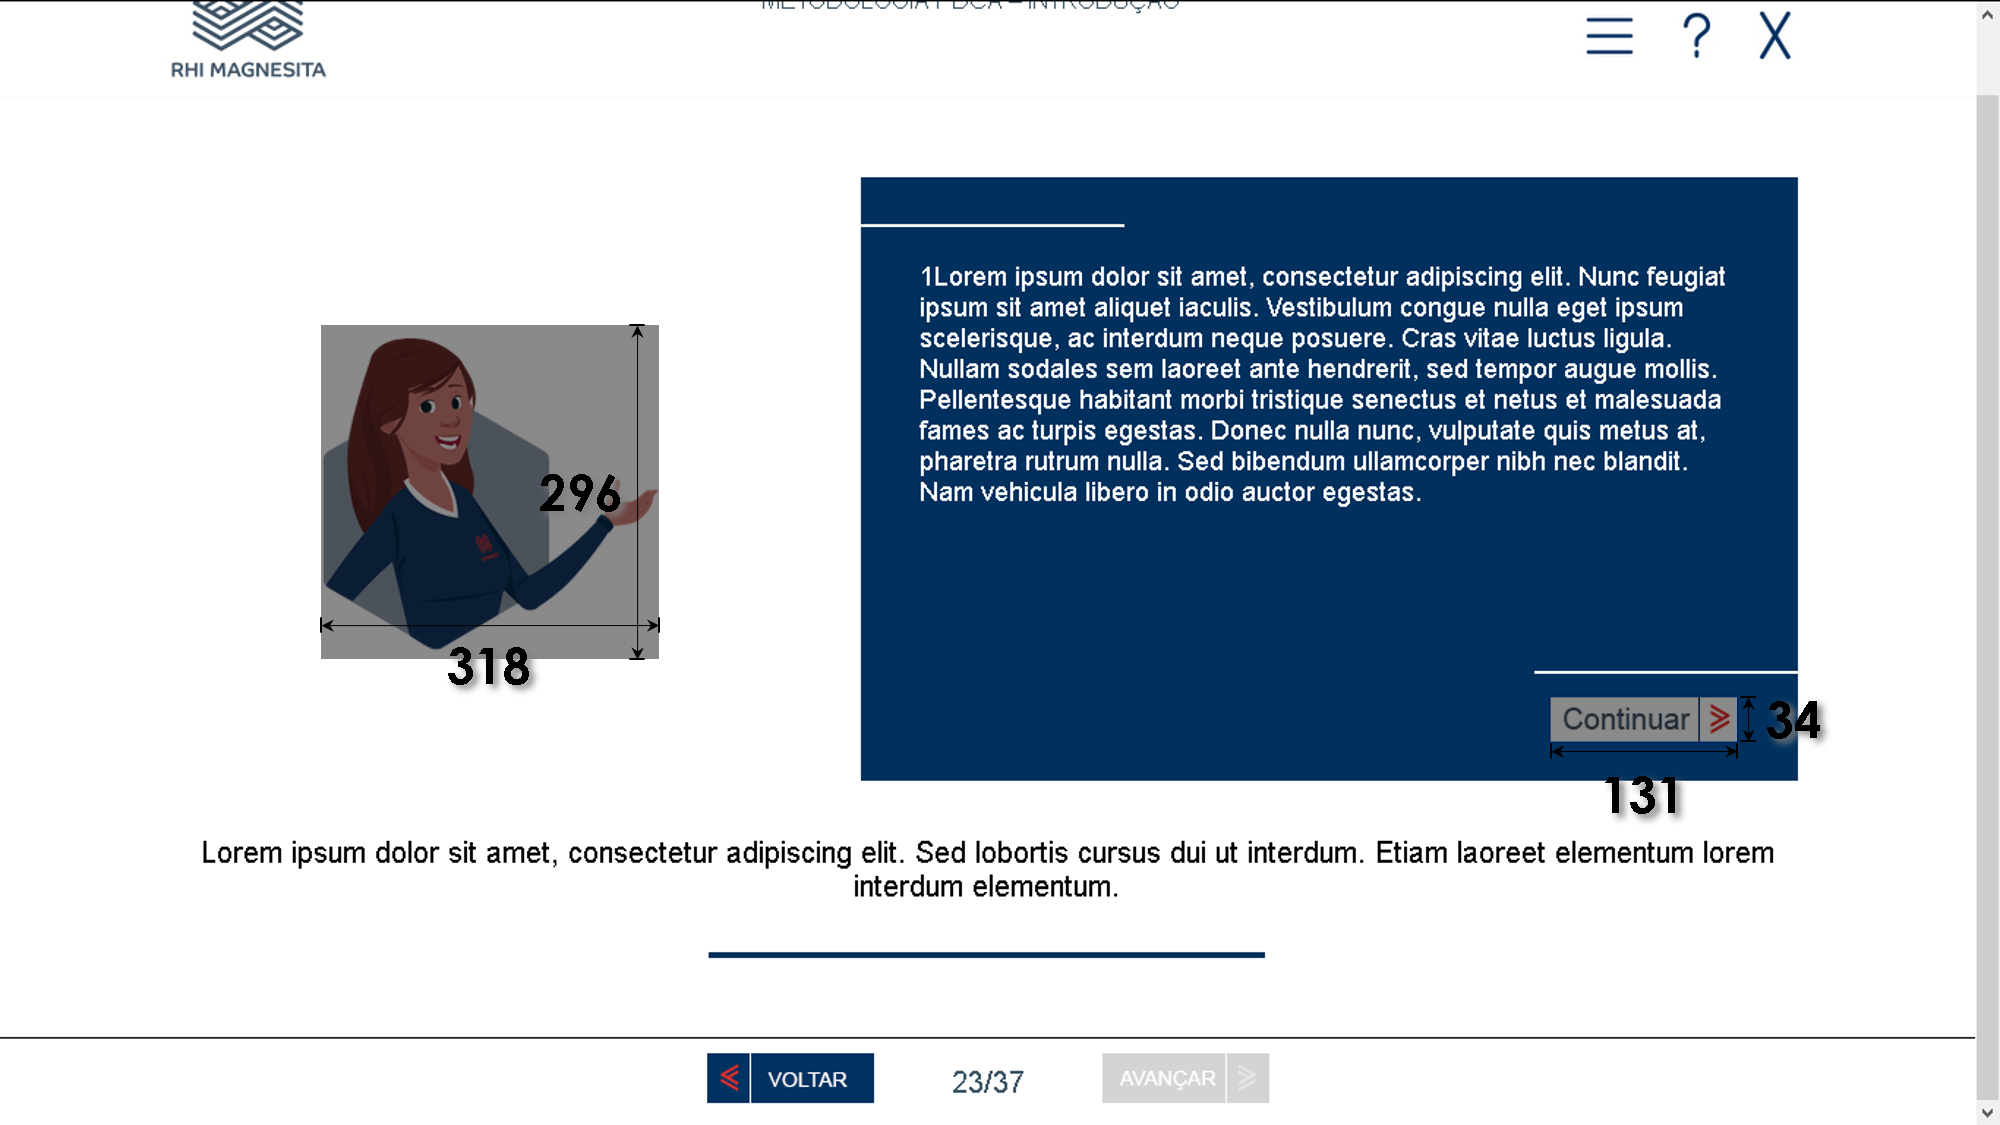 METODOLOGIA PDCA – INTRODUÇÃO
RHI MAGNESITA
?
X
1Lorem ipsum dolor sit amet, consectetur adipiscing elit. Nunc feugiat
ipsum sit amet aliquet iaculis. Vestibulum congue nulla eget ipsum
scelerisque, ac interdum neque posuere. Cras vitae luctus ligula.
Nullam sodales sem laoreet ante hendrerit, sed tempor augue mollis.
Pellentesque habitant morbi tristique senectus et netus et malesuada
fames ac turpis egestas. Donec nulla nunc, vulputate quis metus at,
pharetra rutrum nulla. Sed bibendum ullamcorper nibh nec blandit.
Nam vehicula libero in odio auctor egestas.
296
318
Continuar
34
131
Lorem ipsum dolor sit amet, consectetur adipiscing elit. Sed lobortis cursus dui ut interdum. Etiam laoreet elementum lorem
interdum elementum.
VOLTAR
23/37
AVANÇAR